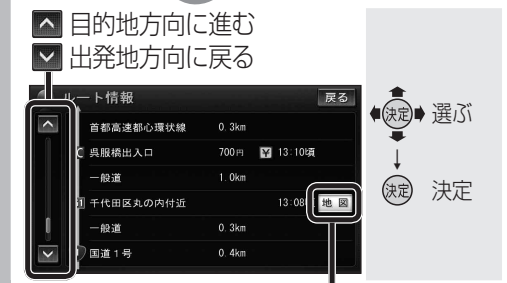 目的地方向に進む
出発地方向に戻る
ルート情報
戻る
首都高速都心環状線 0.3km
呉服橋出入口 700円 ¥ 13:10頃
一般道 1.0km
千代田区丸の内付近 13:08 地図
一般道 0.3km
国道1号 0.4km
決定 選ぶ
決定 決定